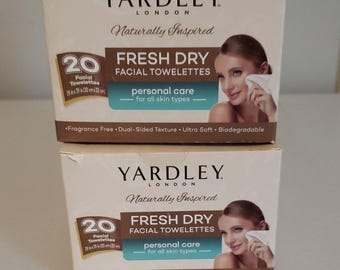 YARDLEY
LONDON
Naturally Inspired
20
Facial
Towelettes
FRESH DRY
FACIAL TOWELETTES
personal care
for all skin types
•Fragrance Free • Dual-Sided Texture • Ultra Soft • Biodegradable
YARDLEY
LONDON
Naturally Inspired
20
Facial
Towelettes
FRESH DRY
FACIAL TOWELETTES
personal care
for all skin types